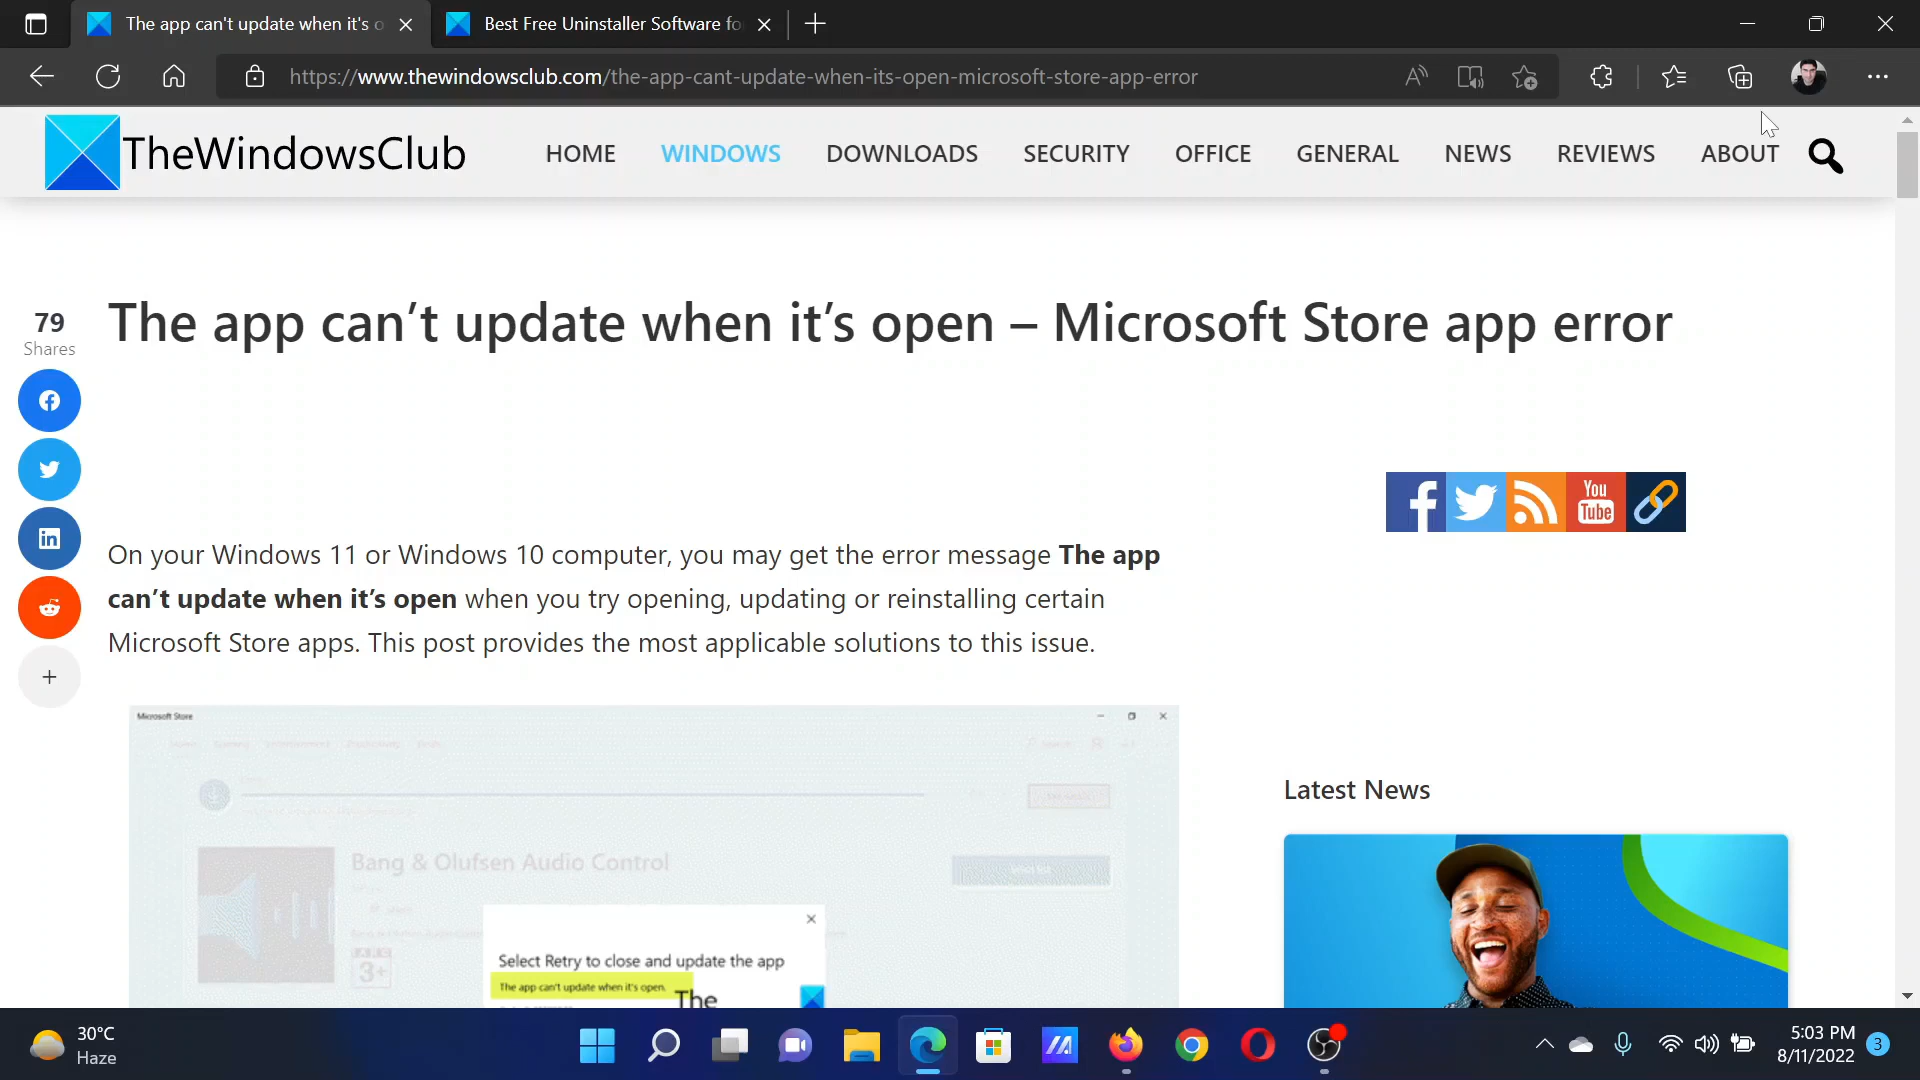 The app can't update when it's o
Best Free Uninstaller Software fo
https://www.thewindowsclub.com/the-app-cant-update-when-its-open-microsoft-store-app-error
TheWindowsClub
HOME WINDOWS DOWNLOADS SECURITY OFFICE GENERAL NEWS REVIEWS ABOUT
79
Shares
The app can’t update when it’s open – Microsoft Store app error
You
Tube
On your Windows 11 or Windows 10 computer, you may get the error message The app
can’t update when it’s open when you try opening, updating or reinstalling certain
Microsoft Store apps. This post provides the most applicable solutions to this issue.
Microsoft Store
Bang & Olufsen Audio Control
3+
Select Retry to close and update the app
The app can't update when it's open.
The
Latest News
30°C
Haze
5:03 PM
8/11/2022
3